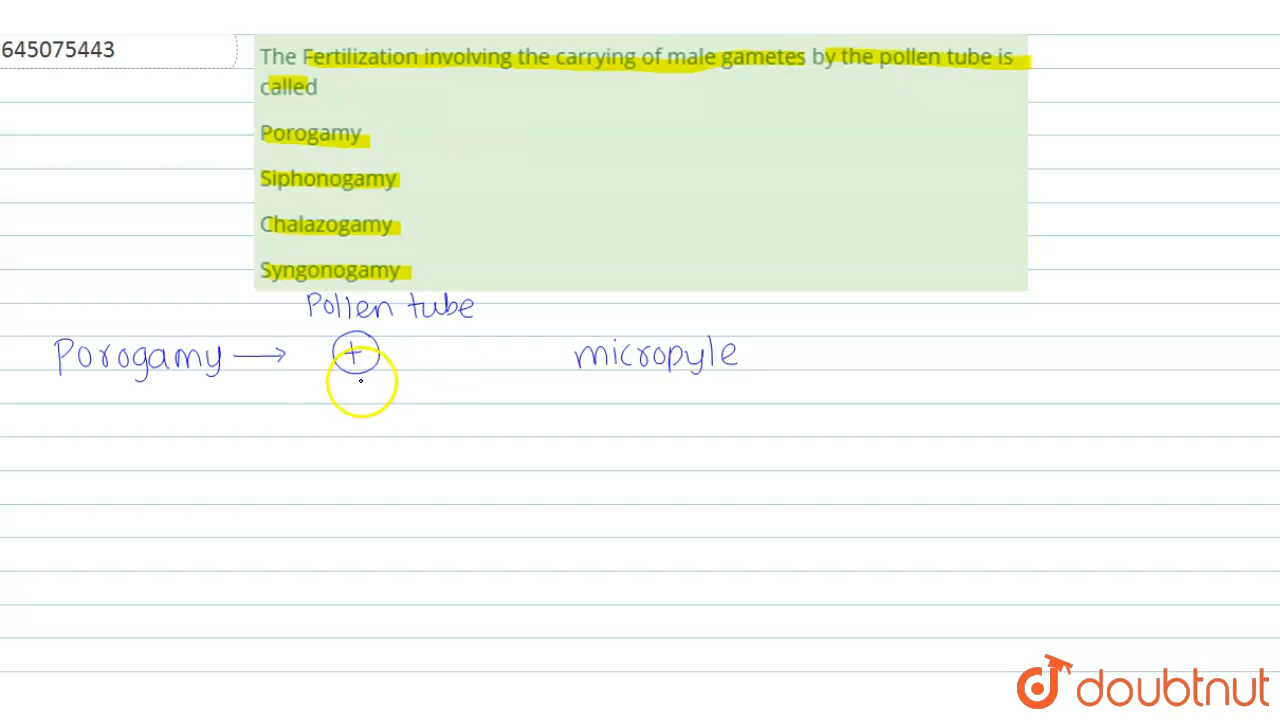 645075443
The Fertilization involving the carrying of male gametes by the pollen tube is
called
Porogamy
Siphonogamy
Chalazogamy
Syngonogamy
Pollen tube
Porogamy → + micropyle
doubtnut